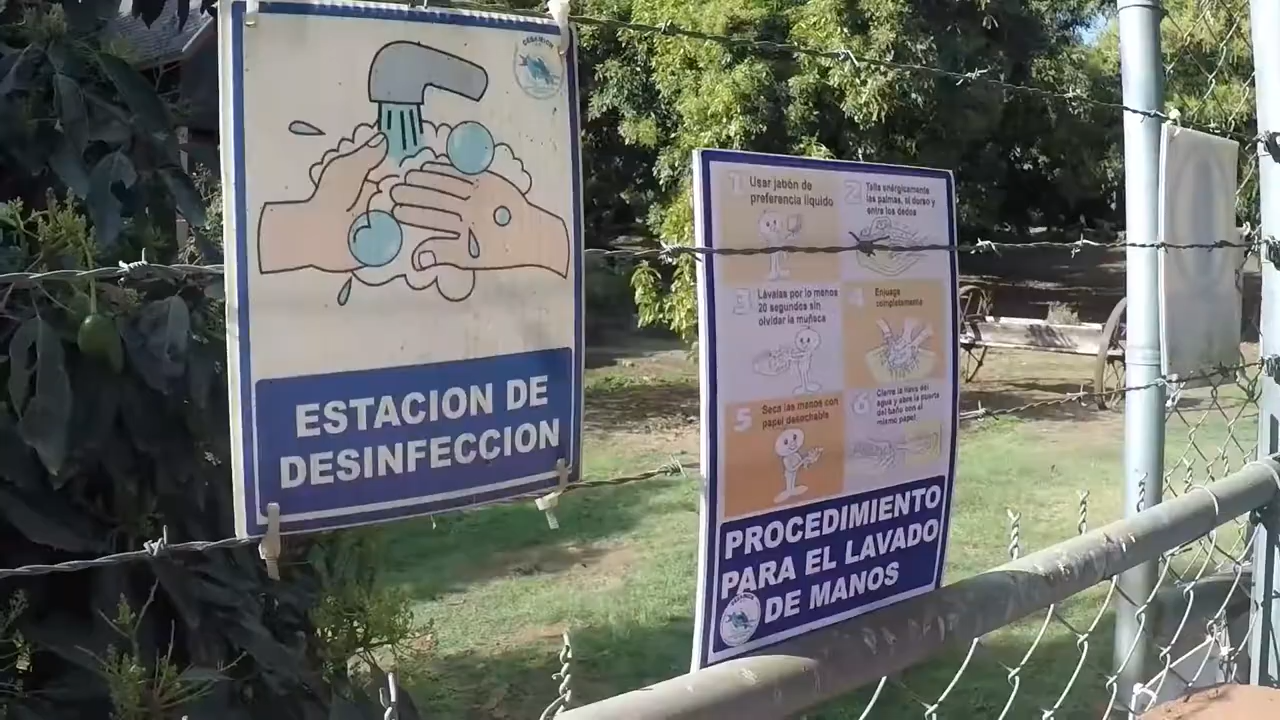 CESAMICH
ESTACION DE
DESINFECCION
1 Usar jabón de
preferencia líquido
2 Talla enérgicamente
las palmas, el dorso y
entre los dedos
3 Lávalas por lo menos
20 segundos sin
olvidar la muñeca
4 Enjuaga
completamente
5 Seca las manos con
papel desechable
6 Cierra la llave del
agua y abre la puerta
del baño con el
mismo papel
PROCEDIMIENTO
PARA EL LAVADO
DE MANOS